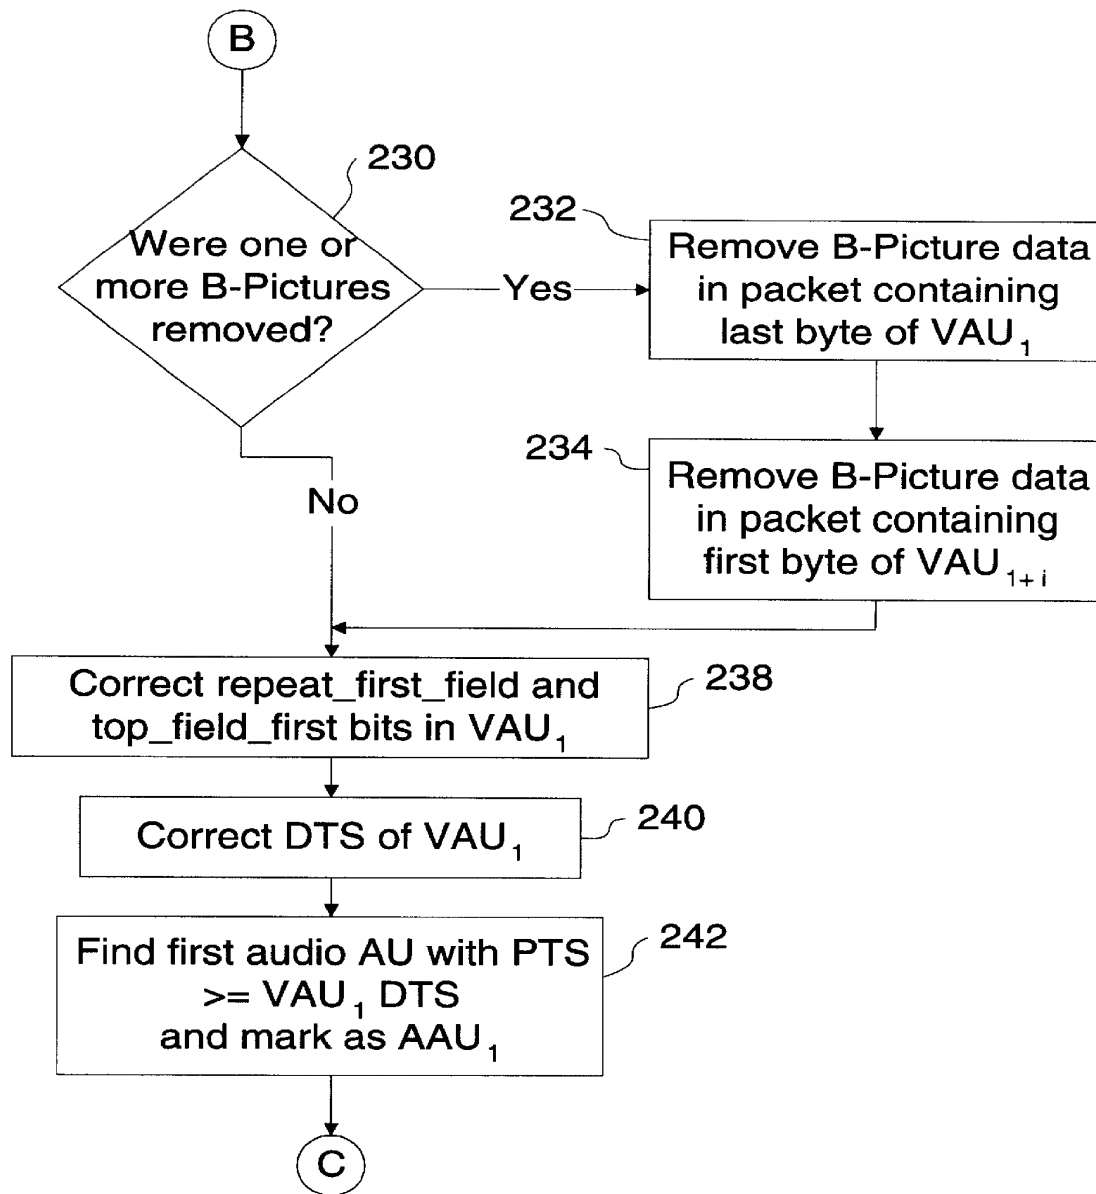 B
230
Were one or
more B-Pictures
removed?
Yes
232
Remove B-Picture data
in packet containing
last byte of VAU₁
234
Remove B-Picture data
in packet containing
first byte of VAU₁₊ᵢ
No
Correct repeat_first_field and
top_field_first bits in VAU₁
238
Correct DTS of VAU₁
240
Find first audio AU with PTS
>= VAU₁ DTS
and mark as AAU₁
242
C